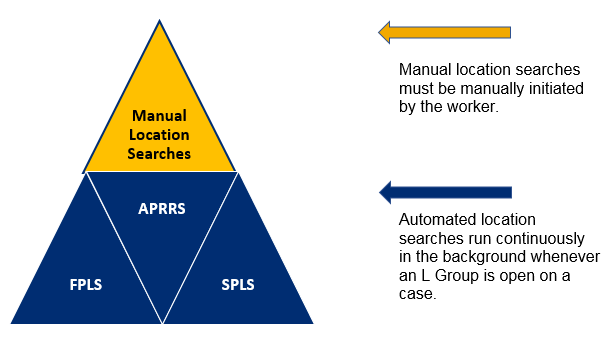 Manual
Location
Searches
APRRS
FPLS
SPLS
Manual location searches
must be manually initiated
by the worker.
Automated location
searches run continuously
in the background whenever
an L Group is open on a
case.